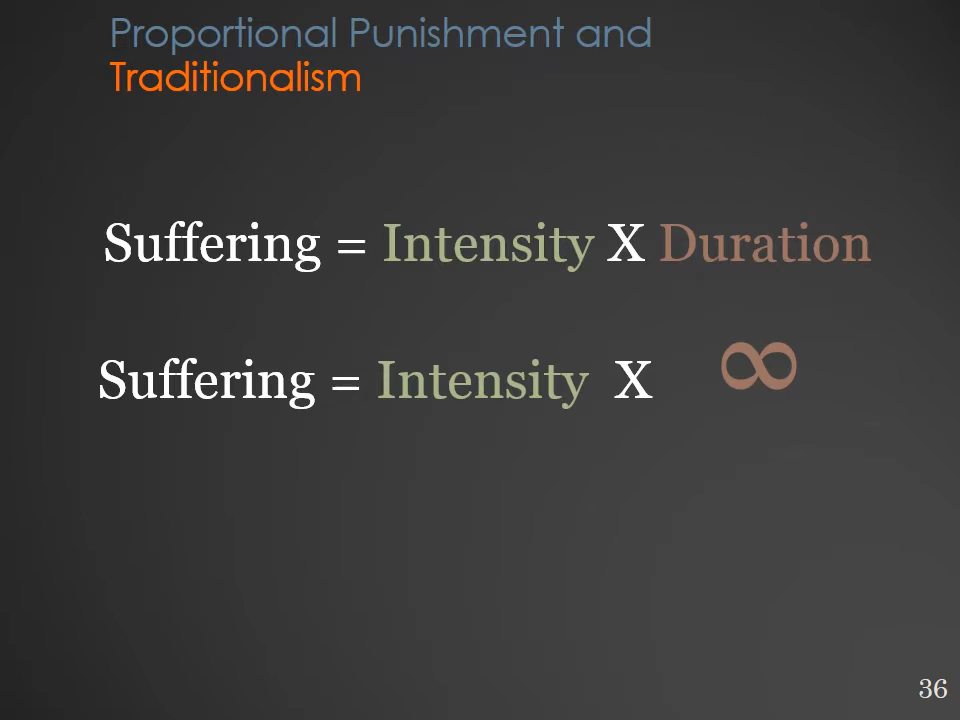 Proportional Punishment and
Traditionalism
Suffering = Intensity X Duration
Suffering = Intensity X ∞
36